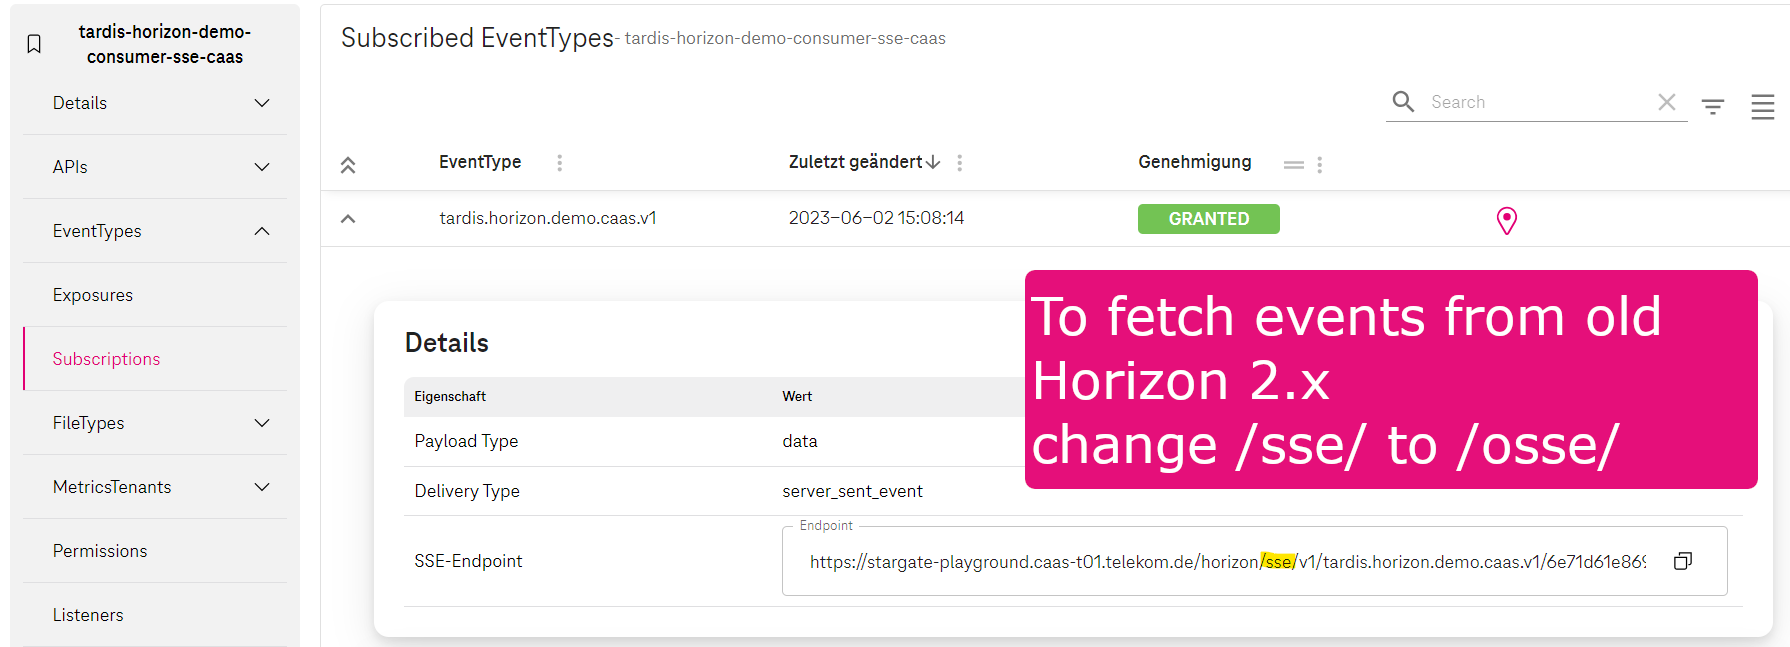 tardis-horizon-demo-
consumer-sse-caas
Details
APIs
EventTypes
Exposures
Subscriptions
FileTypes
MetricsTenants
Permissions
Listeners
Subscribed EventTypes- tardis-horizon-demo-consumer-sse-caas
Search
EventType Zuletzt geändert Genehmigung
tardis.horizon.demo.caas.v1 2023-06-02 15:08:14 GRANTED
To fetch events from old
Horizon 2.x
change /sse/ to /osse/
Details
Eigenschaft Wert
Payload Type data
Delivery Type server_sent_event
Endpoint
SSE-Endpoint https://stargate-playground.caas-t01.telekom.de/horizon/sse/v1/tardis.horizon.demo.caas.v1/6e71d61e869